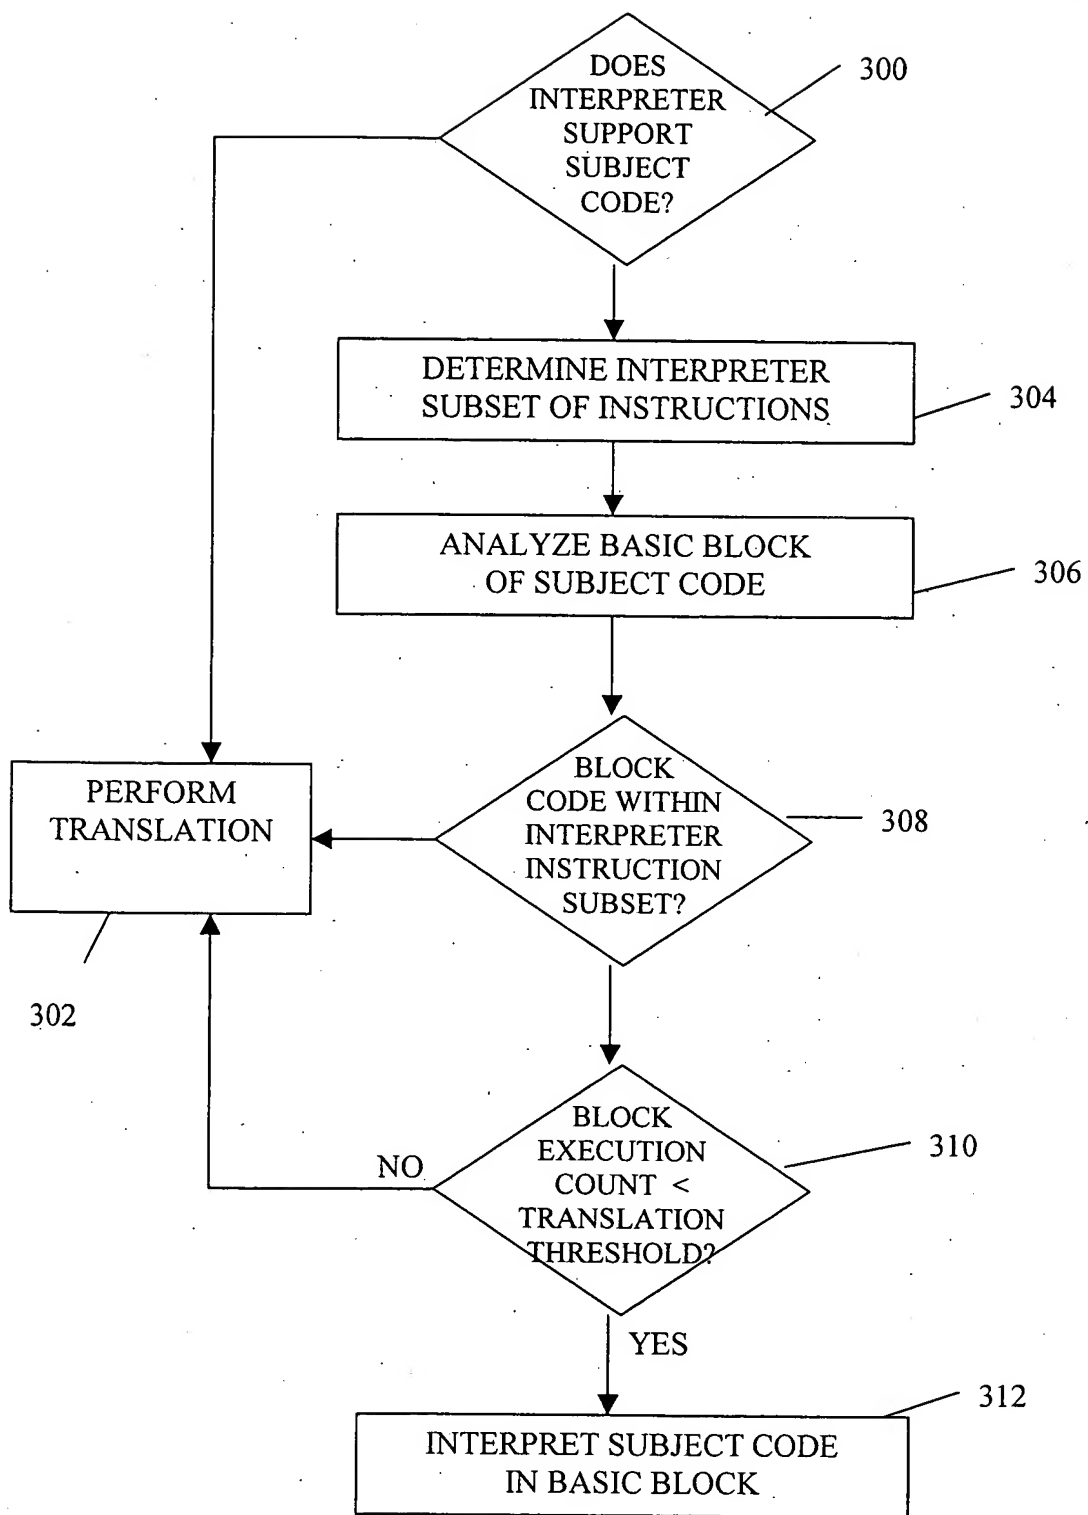 DOES
INTERPRETER
SUPPORT
SUBJECT
CODE?
300
DETERMINE INTERPRETER
SUBSET OF INSTRUCTIONS
304
ANALYZE BASIC BLOCK
OF SUBJECT CODE
306
PERFORM
TRANSLATION
302
BLOCK
CODE WITHIN
INTERPRETER
INSTRUCTION
SUBSET?
308
BLOCK
EXECUTION
COUNT <
TRANSLATION
THRESHOLD?
310
NO
YES
312
INTERPRET SUBJECT CODE
IN BASIC BLOCK